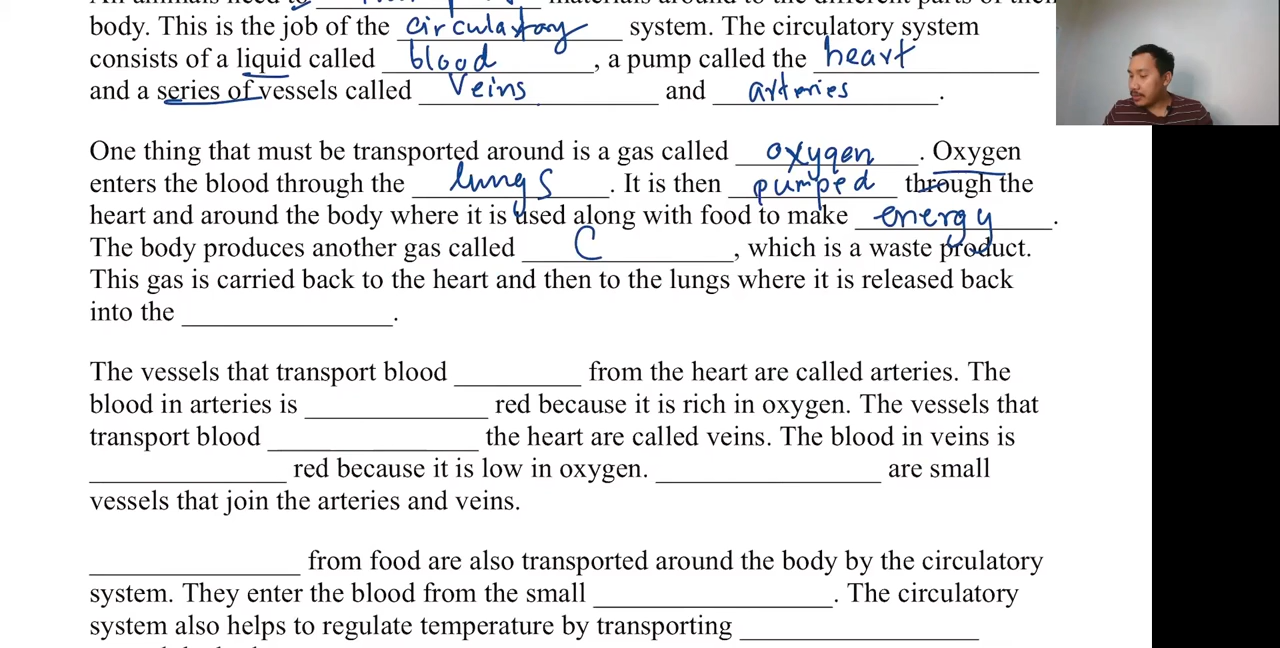 body. This is the job of the circulatory system. The circulatory system
consists of a liquid called blood, a pump called the heart
and a series of vessels called Veins and arteries.
One thing that must be transported around is a gas called oxygen. Oxygen
enters the blood through the lungs. It is then pumped through the
heart and around the body where it is used along with food to make energy.
The body produces another gas called C, which is a waste product.
This gas is carried back to the heart and then to the lungs where it is released back
into the ______________.
The vessels that transport blood _________ from the heart are called arteries. The
blood in arteries is _____________ red because it is rich in oxygen. The vessels that
transport blood _______________ the heart are called veins. The blood in veins is
______________ red because it is low in oxygen. ________________ are small
vessels that join the arteries and veins.
_______________ from food are also transported around the body by the circulatory
system. They enter the blood from the small _________________. The circulatory
system also helps to regulate temperature by transporting _________________